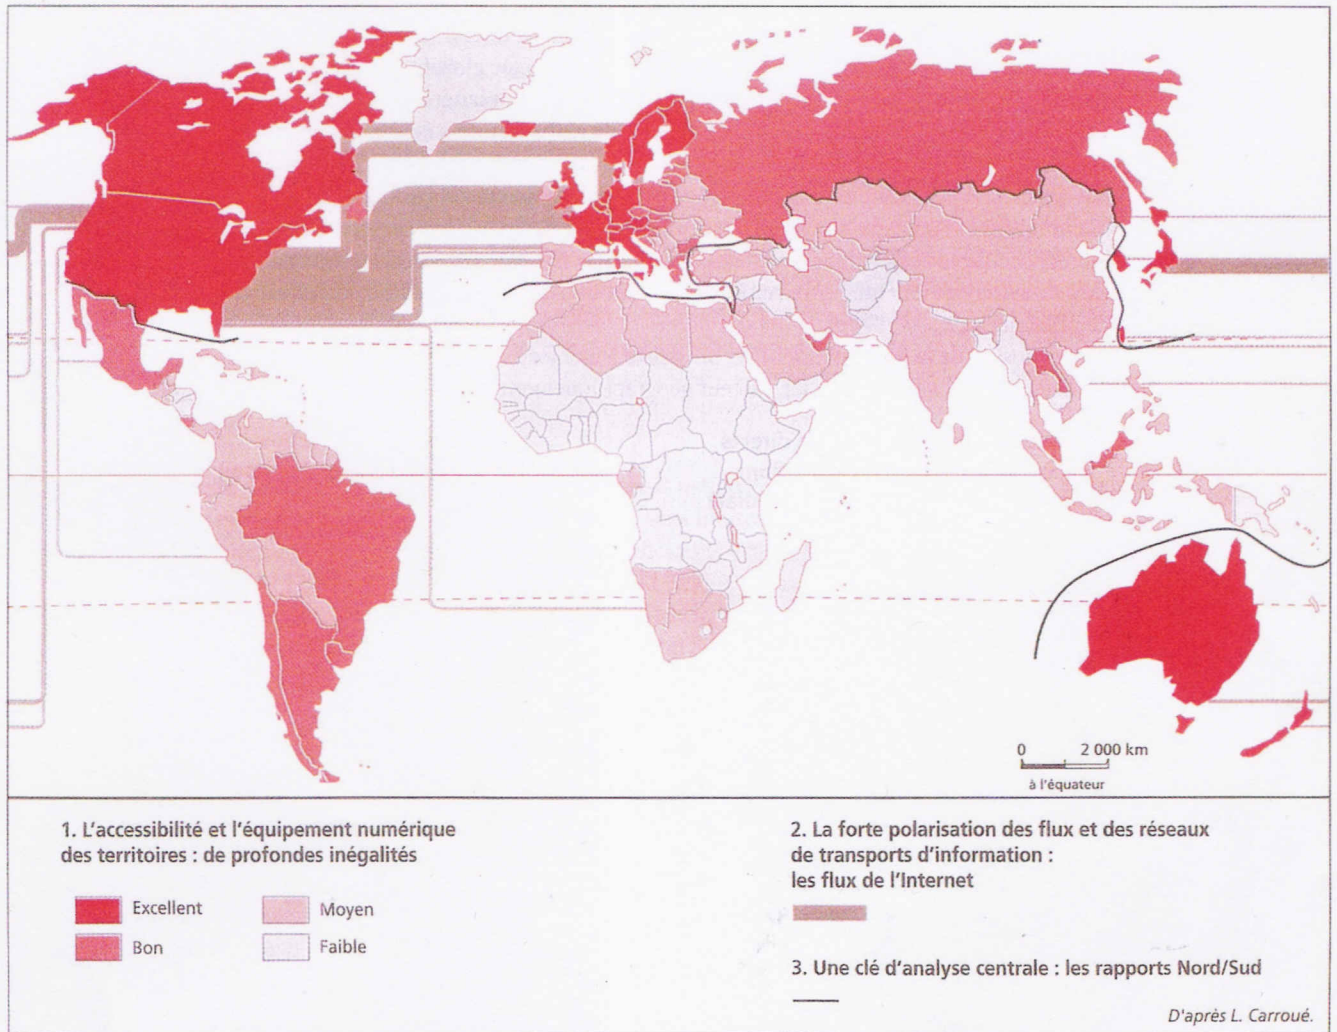 0 2 000 km
à l'équateur
1. L'accessibilité et l'équipement numérique
des territoires : de profondes inégalités
Excellent
Moyen
Bon
Faible
2. La forte polarisation des flux et des réseaux
de transports d'information :
les flux de l'Internet
3. Une clé d'analyse centrale : les rapports Nord/Sud
D'après L. Carroué.